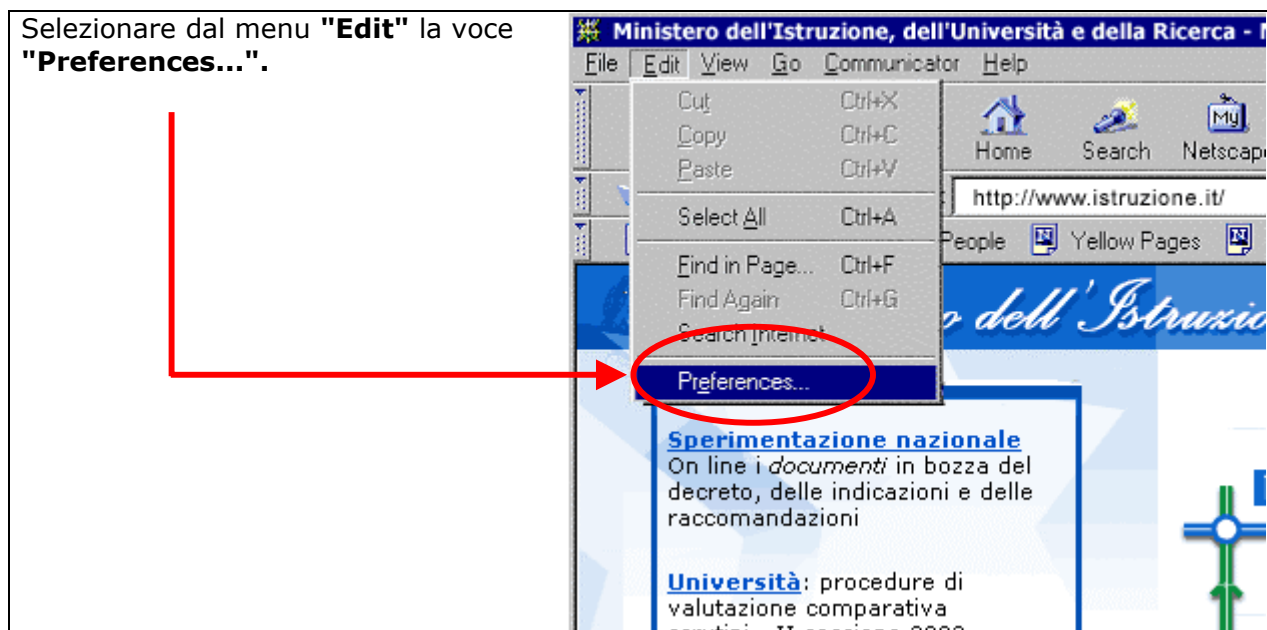 Selezionare dal menu "Edit" la voce
"Preferences...".
Ministero dell'Istruzione, dell'Università e della Ricerca -
File Edit View Go Communicator Help
Cut Ctrl+X
Copy Ctrl+C
Paste Ctrl+V
Select All Ctrl+A
Find in Page... Ctrl+F
Find Again Ctrl+G
Search Internet
Preferences...
Home Search Netscape
My
http://www.istruzione.it/
People Yellow Pages
dell'Istruzio
Sperimentazione nazionale
On line i documenti in bozza del
decreto, delle indicazioni e delle
raccomandazioni
Università: procedure di
valutazione comparativa